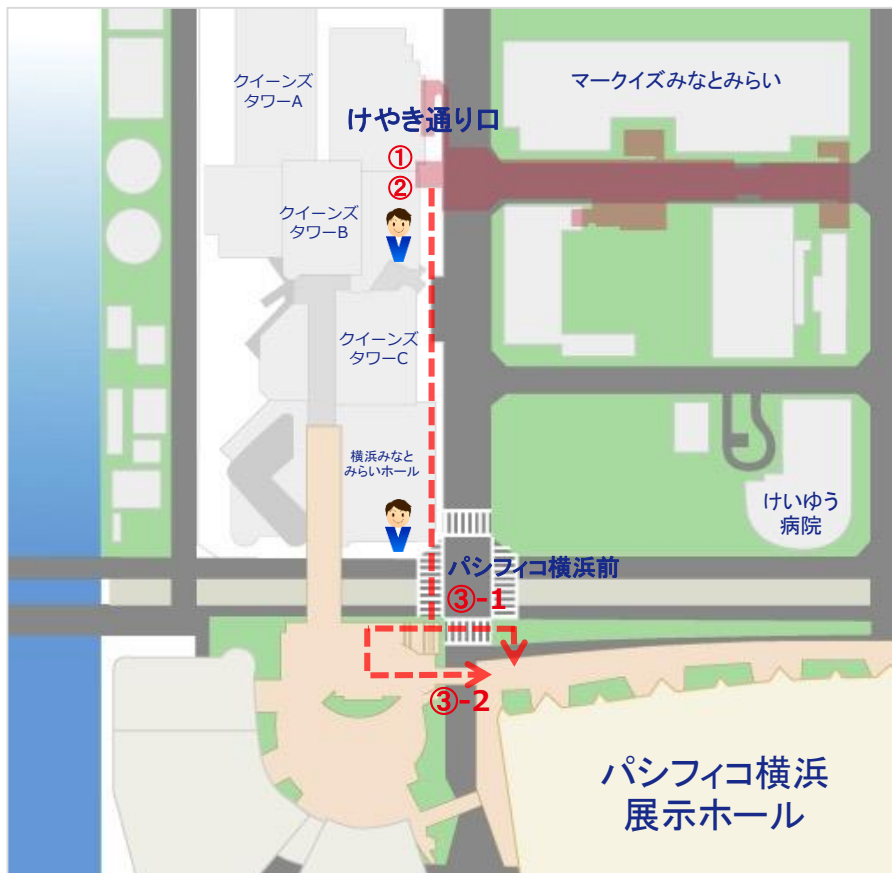 クイーンズ
タワーA
マークイズみなとみらい
けやき通り口
①
②
クイーンズ
タワーB
クイーンズ
タワーC
横浜みなと
みらいホール
けいゆう
病院
パシフィコ横浜前
③-1
③-2
パシフィコ横浜
展示ホール